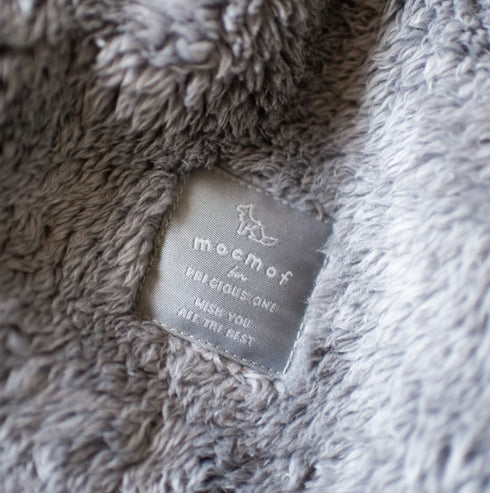 mocmof
for
PRECIOUS ONE
WISH YOU
ALL THE BEST